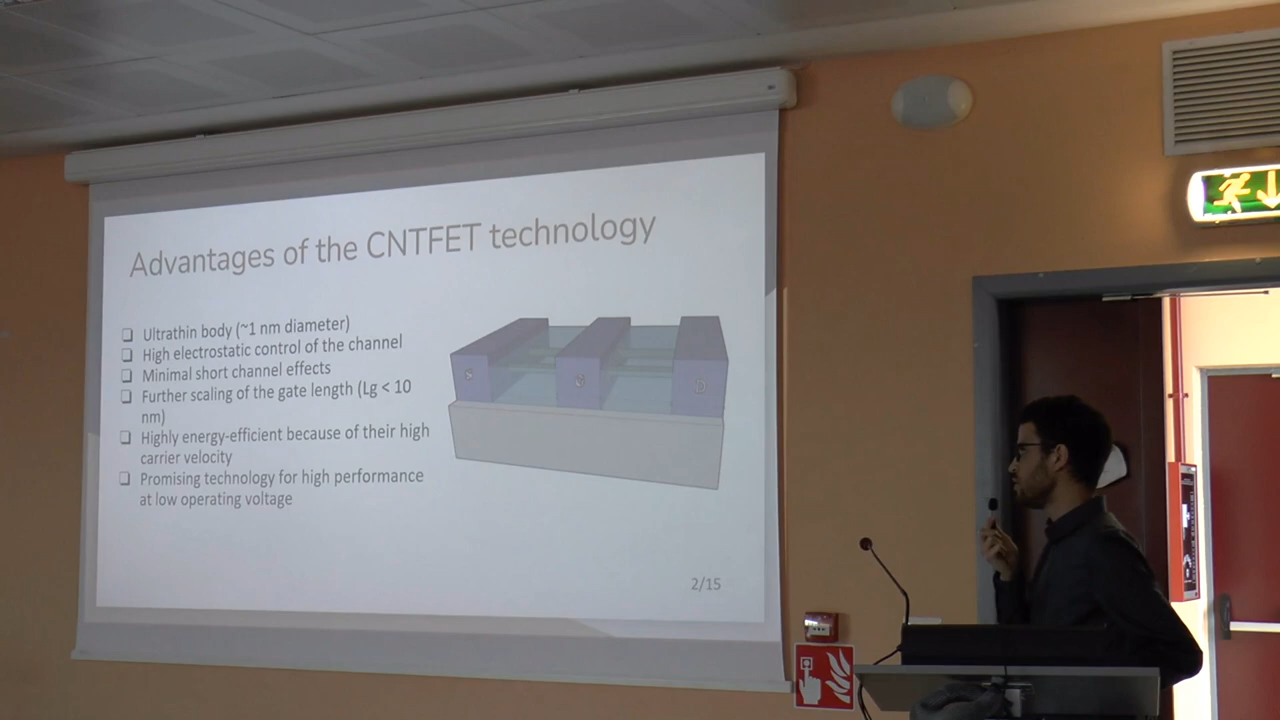 Advantages of the CNTFET technology
❑ Ultrathin body (~1 nm diameter)
❑ High electrostatic control of the channel
❑ Minimal short channel effects
❑ Further scaling of the gate length (Lg < 10
nm)
❑ Highly energy-efficient because of their high
carrier velocity
❑ Promising technology for high performance
at low operating voltage
S
G
D
2/15